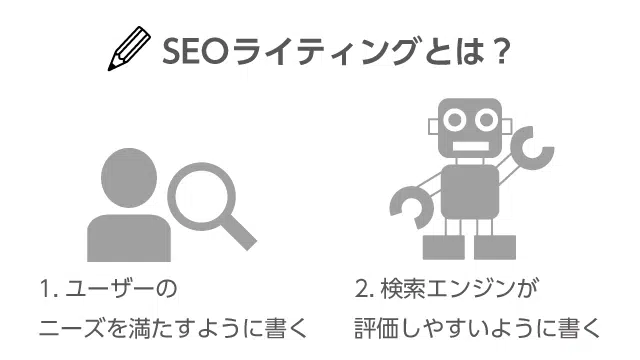 SEOライティングとは？
1. ユーザーの
ニーズを満たすように書く
2. 検索エンジンが
評価しやすいように書く